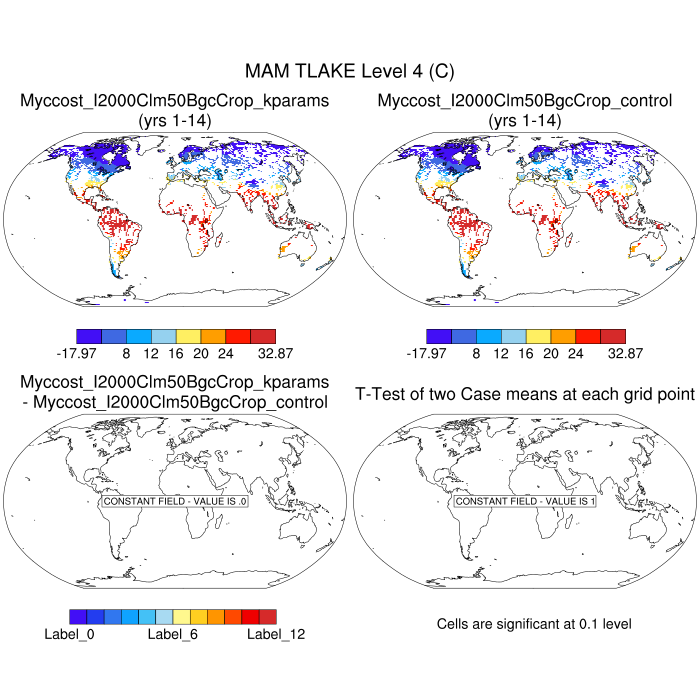 MAM TLAKE Level 4 (C)
Myccost_I2000Clm50BgcCrop_kparams
(yrs 1-14)
Myccost_I2000Clm50BgcCrop_control
(yrs 1-14)
-17.97 8 12 16 20 24 32.87
-17.97 8 12 16 20 24 32.87
Myccost_I2000Clm50BgcCrop_kparams
- Myccost_I2000Clm50BgcCrop_control
T-Test of two Case means at each grid point
CONSTANT FIELD - VALUE IS .0
CONSTANT FIELD - VALUE IS 1
Label_0 Label_6 Label_12
Cells are significant at 0.1 level